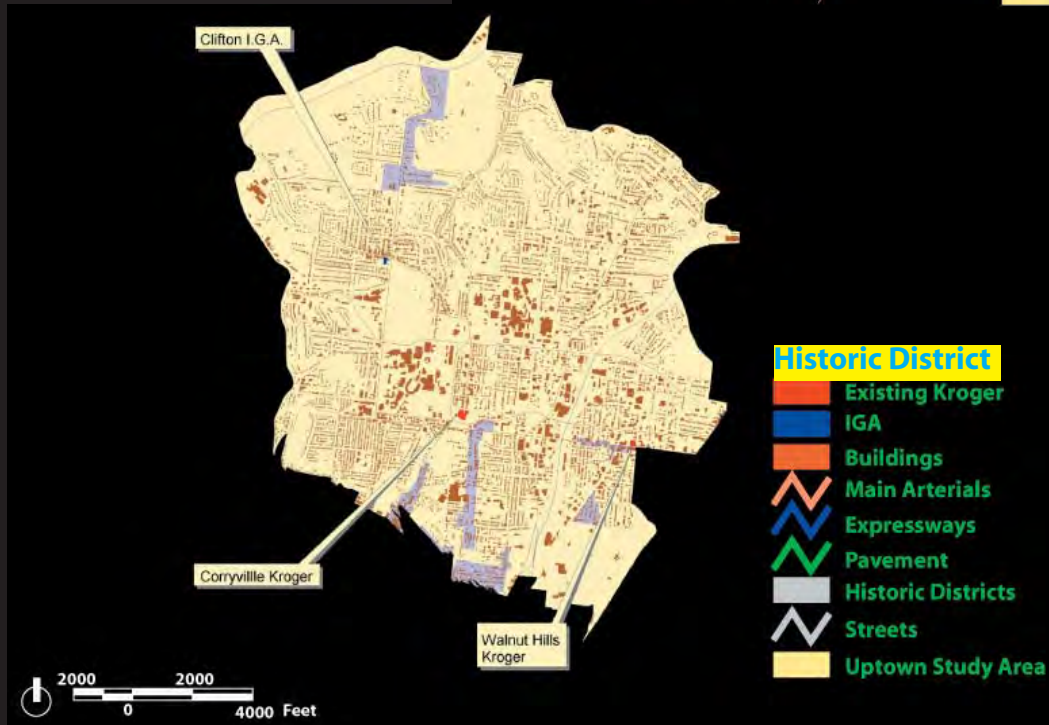 Clifton I.G.A.
Historic District
Existing Kroger
IGA
Buildings
Main Arterials
Expressways
Pavement
Historic Districts
Streets
Uptown Study Area
Corryvillle Kroger
Walnut Hills
Kroger
2000 2000
0 4000 Feet